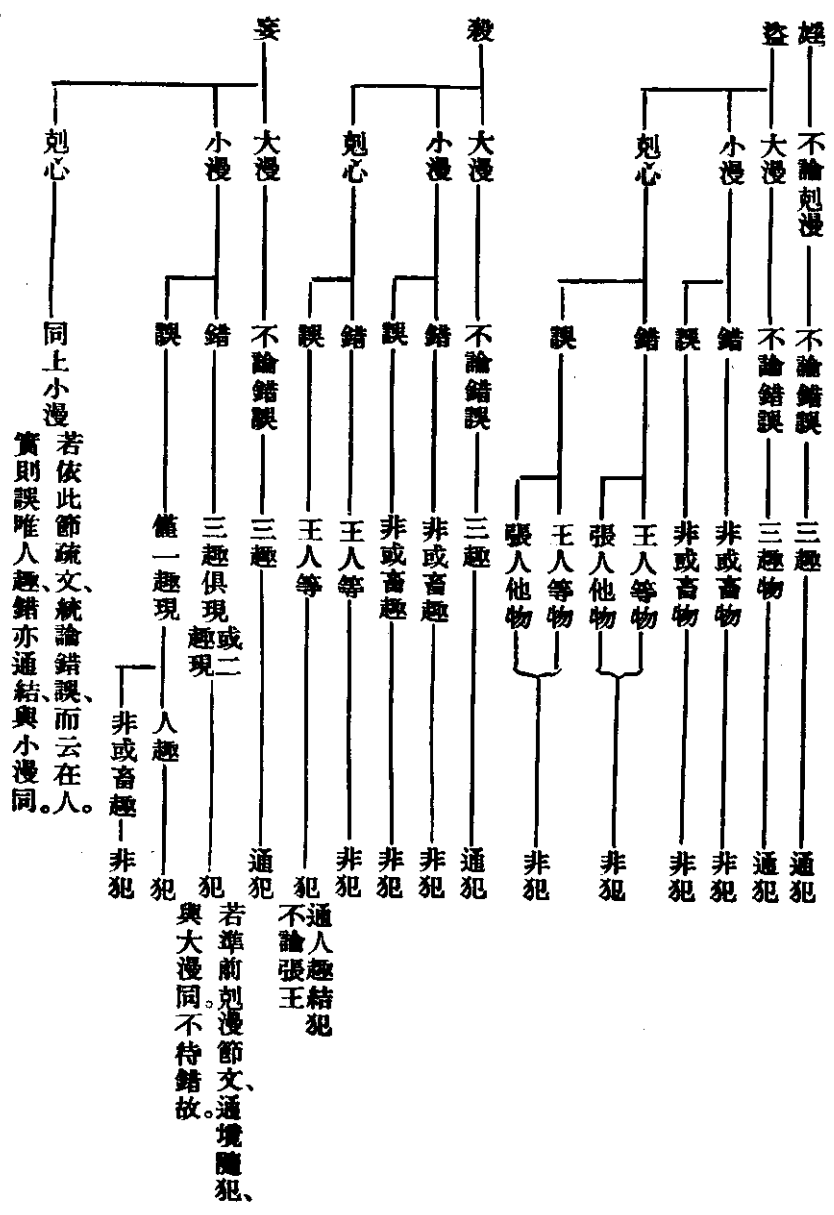 婬
不論剋漫
不論錯誤
三趣
通犯
盜
大漫
不論錯誤
三趣物
通犯
小漫
錯
非或畜物
非犯
誤
非或畜物
非犯
剋心
錯
王人等物
張人他物
非犯
誤
王人等物
張人他物
非犯
殺
大漫
不論錯誤
三趣
通犯
小漫
錯
非或畜趣
非犯
誤
非或畜趣
非犯
剋心
錯
王人等
非犯
誤
王人等
犯
通人趣結犯
不論張王
妄
大漫
不論錯誤
三趣
通犯
小漫
錯
三趣俱現
或二
趣現
犯
若準前剋漫節文、通境隨犯、
與大漫同。不待錯故。
誤
僅一趣現
人趣
犯
非或畜趣
非犯
剋心
同上小漫
若依此節疏文、統論錯誤、而云在人。
實則誤唯人趣、錯亦通結、與小漫同。